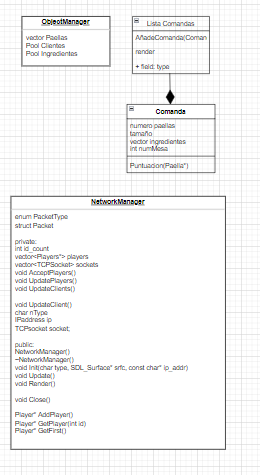 ObjectManager
vector Paellas
Pool Clientes
Pool Ingredientes
Lista Comandas
AñadeComanda(Coman
render
+ field: type
Comanda
numero paellas
tamaño
vector ingredientes
int numMesa
Puntuacion(Paella*)
NetworkManager
enum PacketType
struct Packet
private:
int id_count
vector<Players*> players
vector<TCPSocket> sockets
void AcceptPlayers()
void UpdatePlayers()
void UpdateClients()
void UpdateClient()
char nType
IPaddress ip
TCPsocket socket;
public:
NetworkManager()
~NetworkManager()
void Init(char type, SDL_Surface* srfc, const char* ip_addr)
void Update()
void Render()
void Close()
Player* AddPlayer()
Player* GetPlayer(int id)
Player* GetFirst()